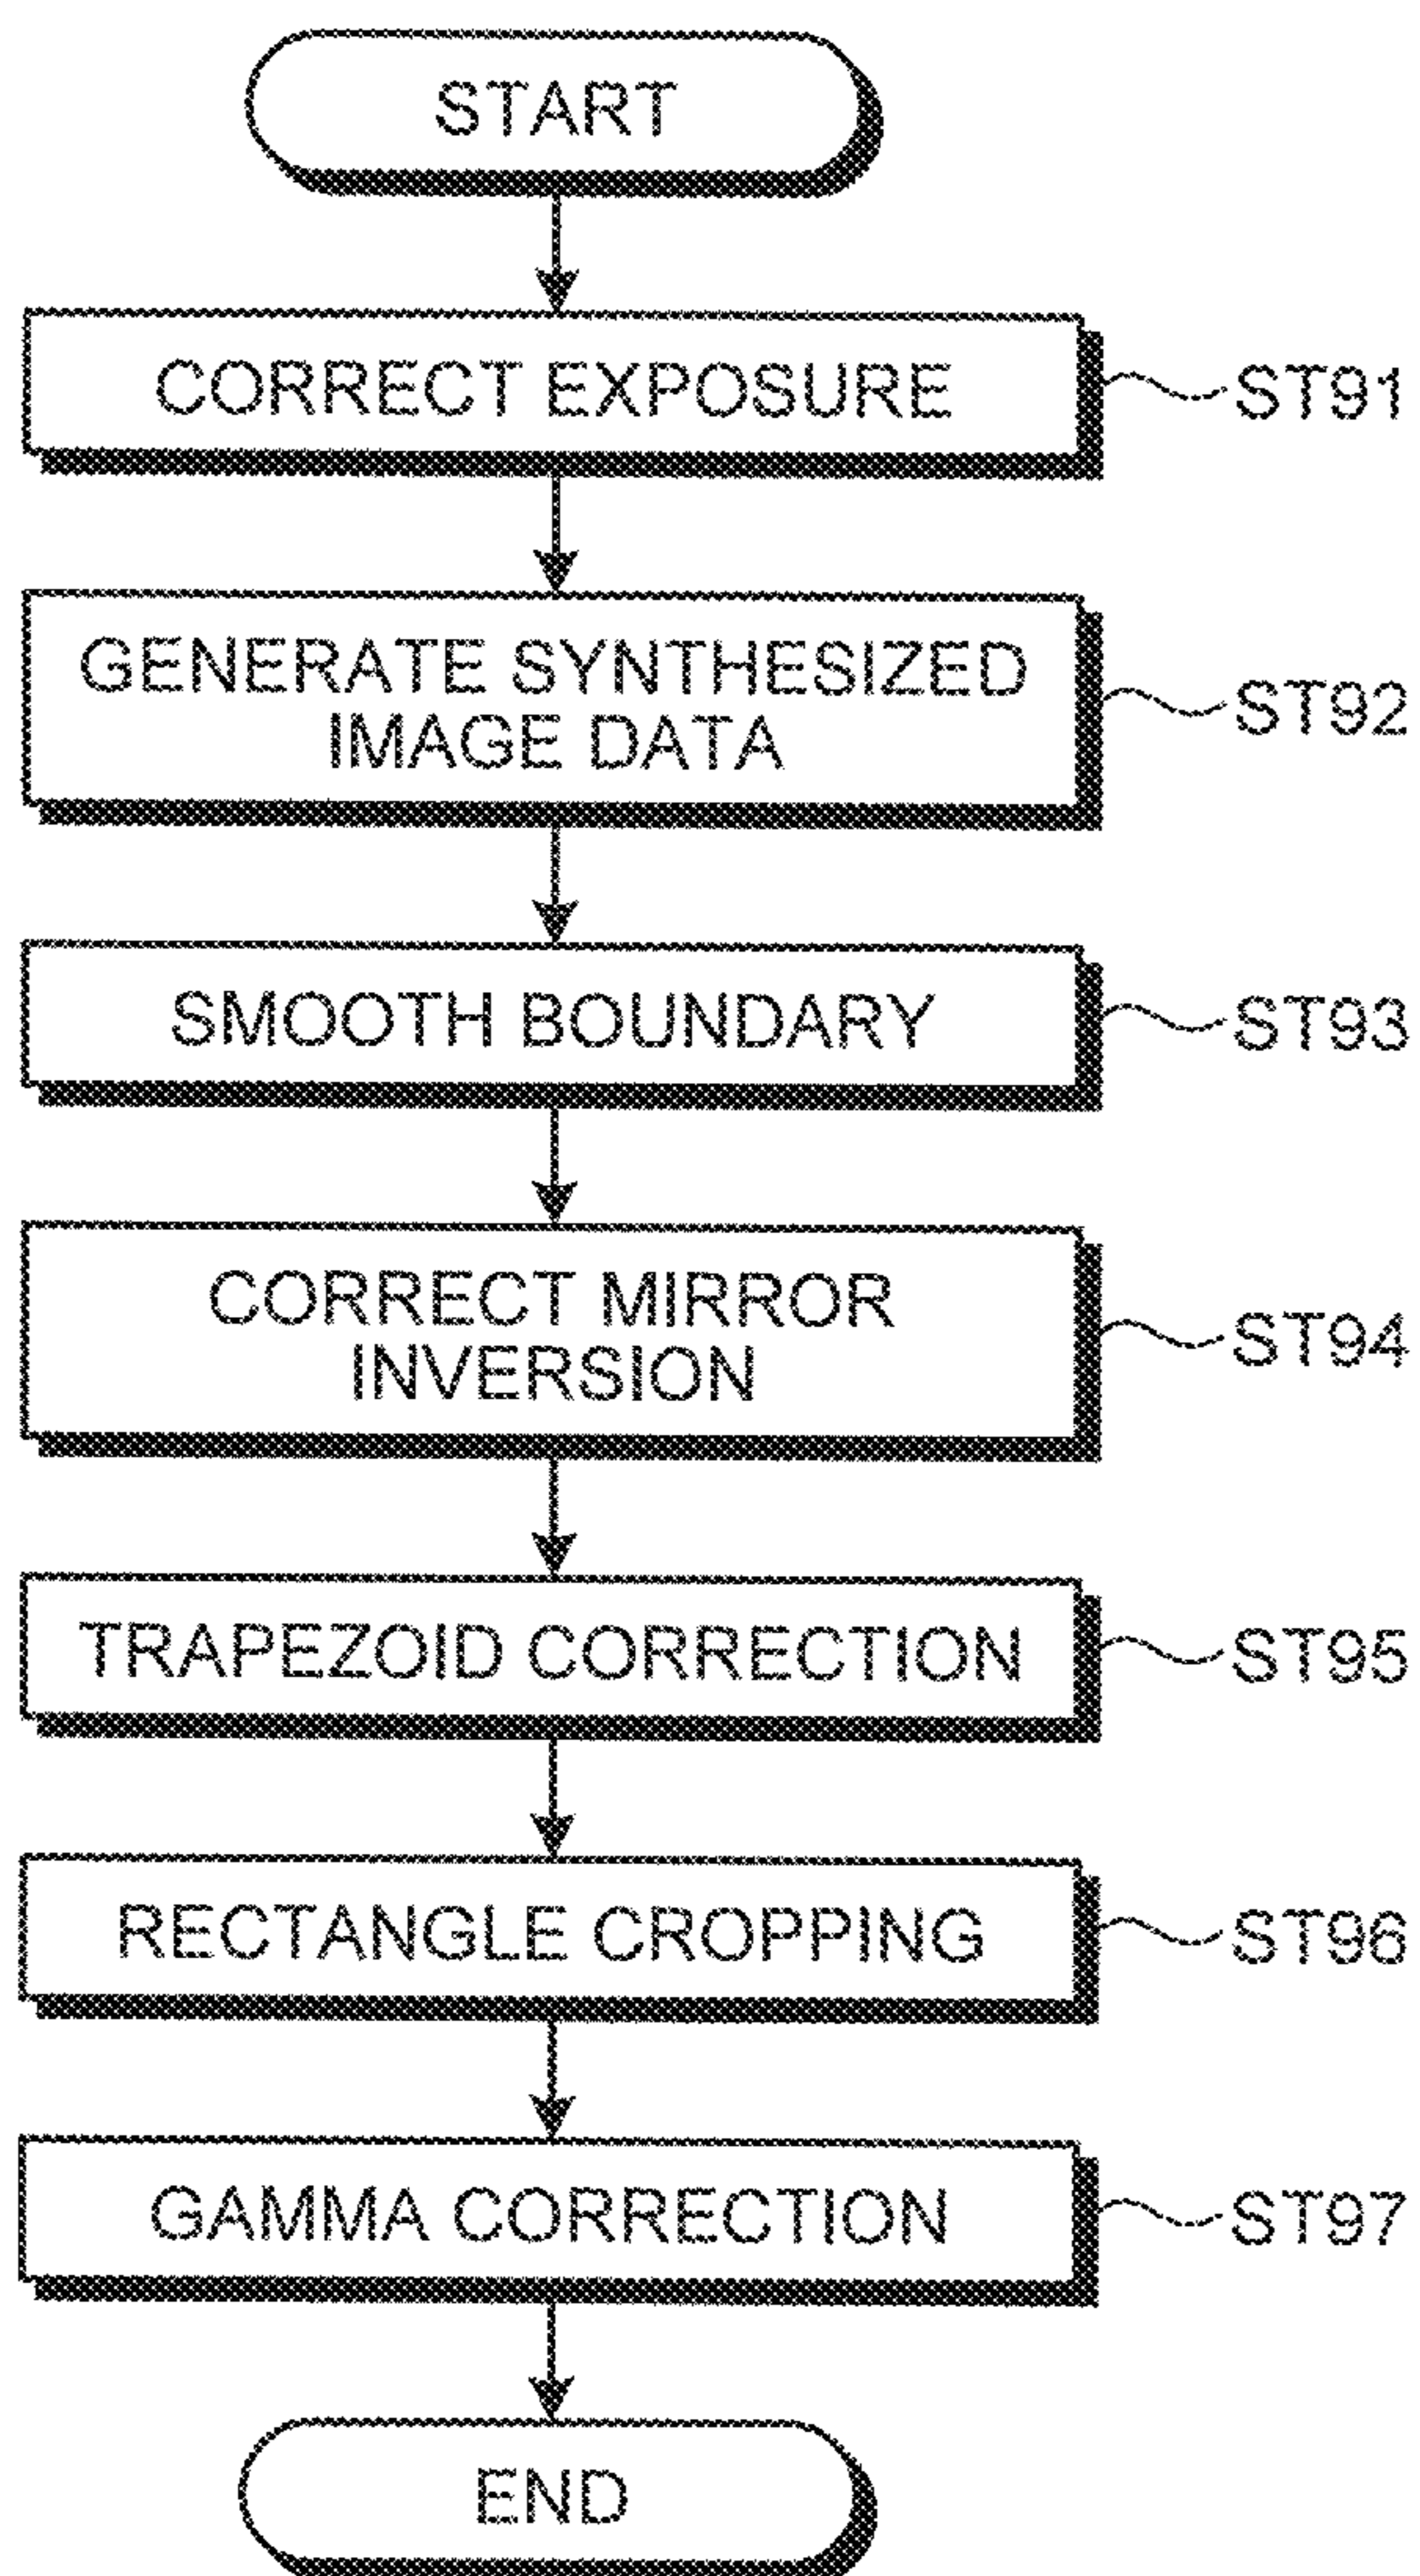 START
CORRECT EXPOSURE
ST91
GENERATE SYNTHESIZED
IMAGE DATA
ST92
SMOOTH BOUNDARY
ST93
CORRECT MIRROR
INVERSION
ST94
TRAPEZOID CORRECTION
ST95
RECTANGLE CROPPING
ST96
GAMMA CORRECTION
ST97
END